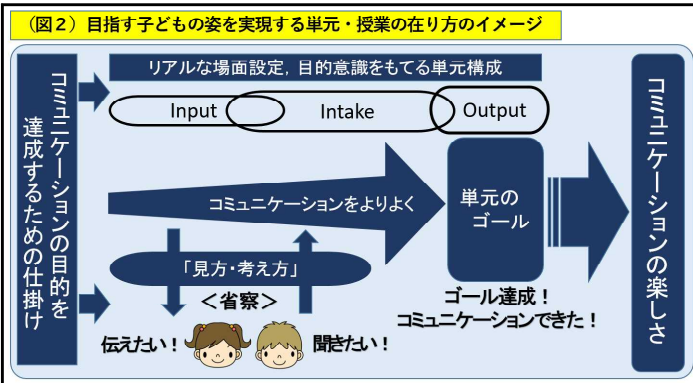 （図２）目指す子どもの姿を実現する単元・授業の在り方のイメージ
コミュニケーションの目的を
達成するための仕掛け
リアルな場面設定，目的意識をもてる単元構成
Input
Intake
Output
コミュニケーションをよりよく
単元の
ゴール
「見方・考え方」
＜省察＞
伝えたい！
聞きたい！
ゴール達成！
コミュニケーションできた！
コミュニケーションの楽しさ